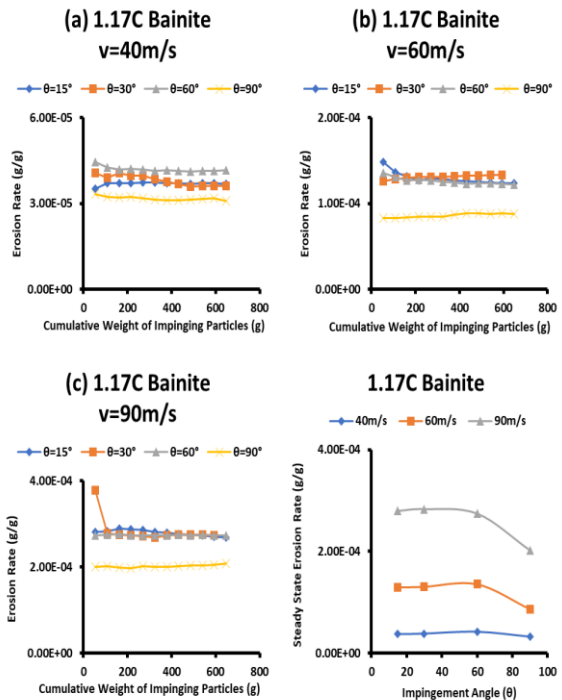 (a) 1.17C Bainite
v=40m/s
θ=15° θ=30° θ=60° θ=90°
6.00E-05
3.00E-05
0.00E+00
Erosion Rate (g/g)
0 200 400 600 800
Cumulative Weight of Impinging Particles (g)
(b) 1.17C Bainite
v=60m/s
θ=15° θ=30° θ=60° θ=90°
2.00E-04
1.00E-04
0.00E+00
Erosion Rate (g/g)
0 200 400 600 800
Cumulative Weight of Impinging Particles (g)
(c) 1.17C Bainite
v=90m/s
θ=15° θ=30° θ=60° θ=90°
4.00E-04
2.00E-04
0.00E+00
Erosion Rate (g/g)
0 200 400 600 800
Cumulative Weight of Impinging Particles (g)
1.17C Bainite
40m/s 60m/s 90m/s
4.00E-04
2.00E-04
0.00E+00
Steady State Erosion Rate (g/g)
0 20 40 60 80 100
Impingement Angle (θ)